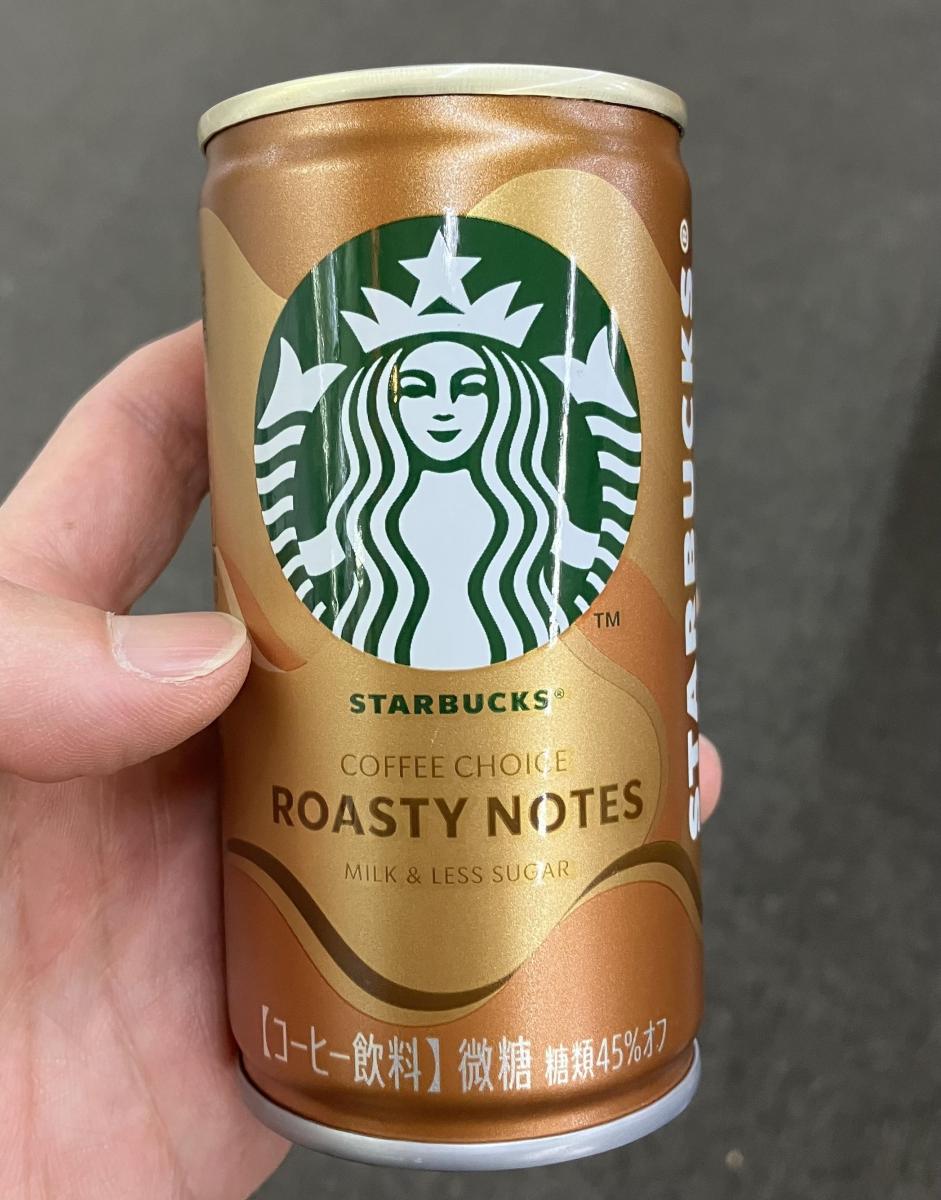 TM
STARBUCKS®
COFFEE CHOICE
ROASTY NOTES
MILK & LESS SUGAR
【コーヒー飲料】微糖 糖類45%オフ
STARBUCKS®